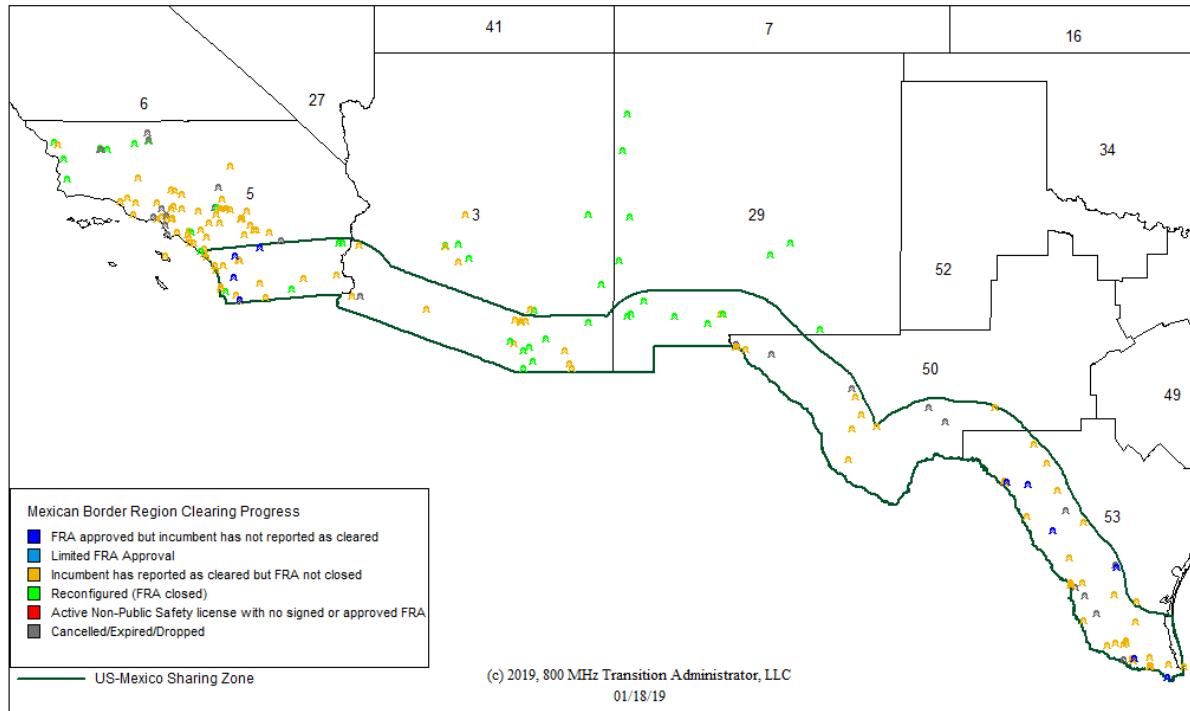 41
7
16
6
27
34
5
3
29
52
50
49
53
Mexican Border Region Clearing Progress
FRA approved but incumbent has not reported as cleared
Limited FRA Approval
Incumbent has reported as cleared but FRA not closed
Reconfigured (FRA closed)
Active Non-Public Safety license with no signed or approved FRA
Cancelled/Expired/Dropped
US-Mexico Sharing Zone
(c) 2019, 800 MHz Transition Administrator, LLC
01/18/19